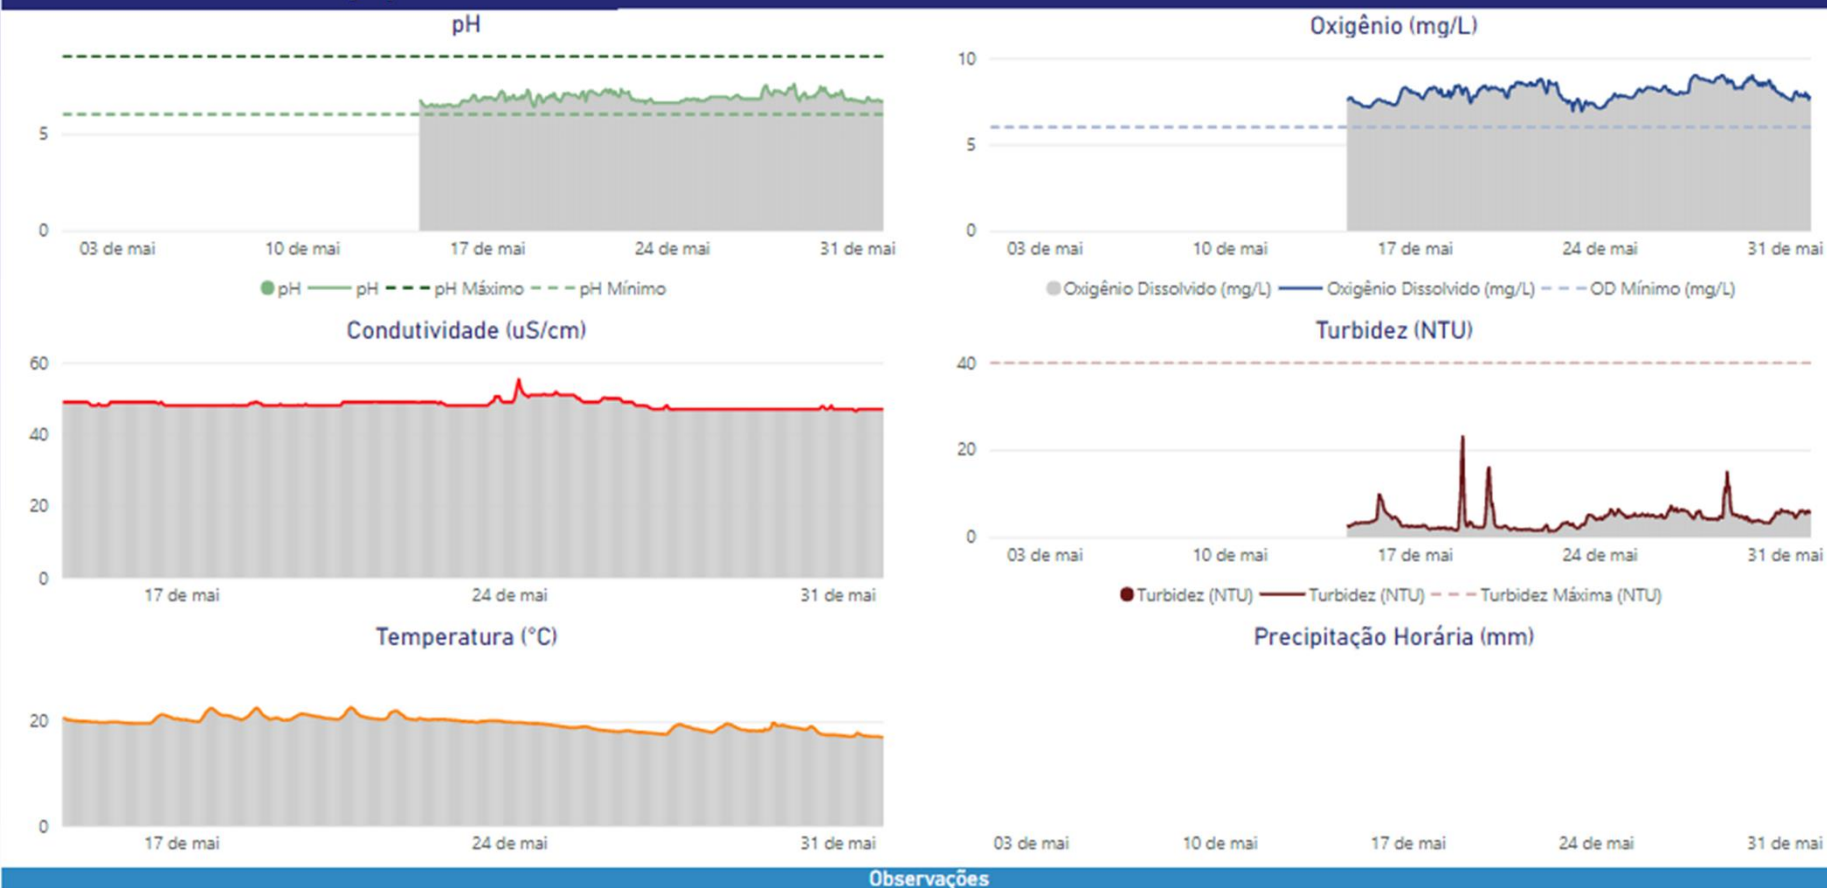 pH
5
0
03 de mai 10 de mai 17 de mai 24 de mai 31 de mai
pH pH pH Máximo pH Mínimo
Oxigênio (mg/L)
10
5
0
03 de mai 10 de mai 17 de mai 24 de mai 31 de mai
Oxigênio Dissolvido (mg/L) Oxigênio Dissolvido (mg/L) OD Mínimo (mg/L)
Condutividade (uS/cm)
60
40
20
0
17 de mai 24 de mai 31 de mai
Turbidez (NTU)
40
20
0
03 de mai 10 de mai 17 de mai 24 de mai 31 de mai
Turbidez (NTU) Turbidez (NTU) Turbidez Máxima (NTU)
Temperatura (°C)
20
0
17 de mai 24 de mai 31 de mai
Precipitação Horária (mm)
03 de mai 10 de mai 17 de mai 24 de mai 31 de mai
Observações